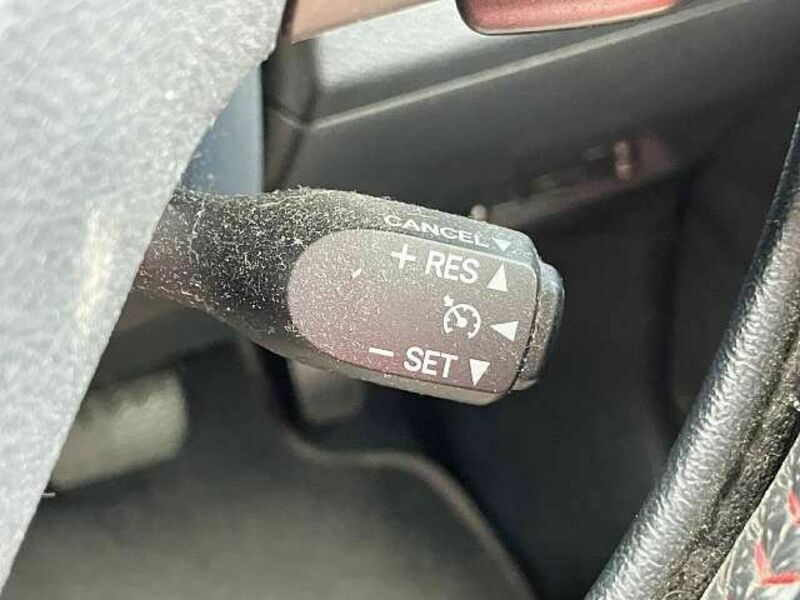 CANCEL
+ RES
- SET